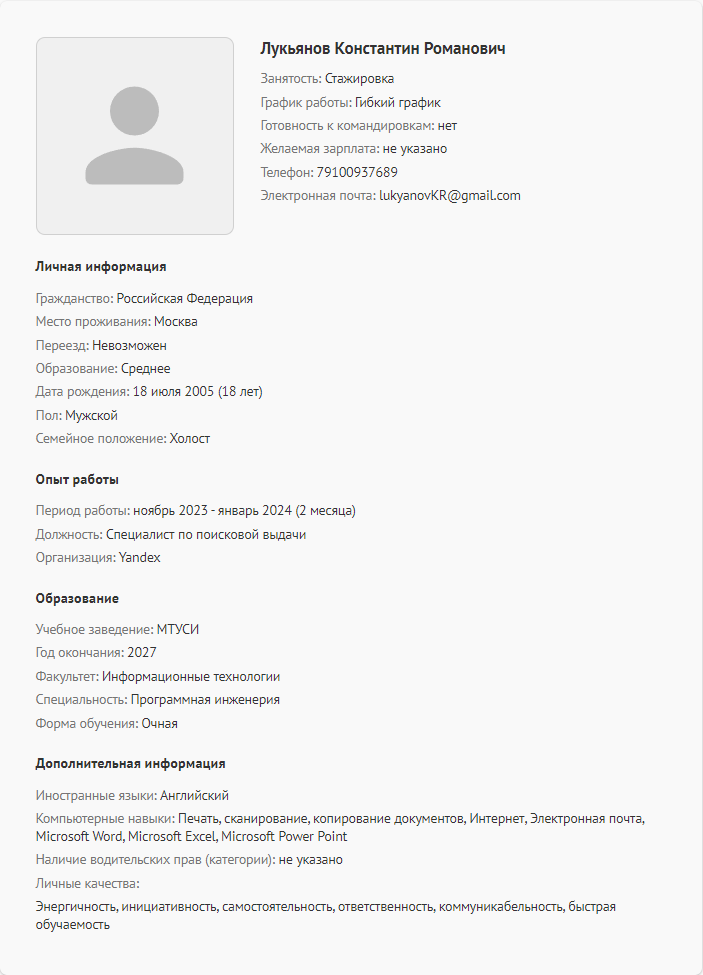 Лукьянов Константин Романович
Занятость: Стажировка
График работы: Гибкий график
Готовность к командировкам: нет
Желаемая зарплата: не указано
Телефон: 79100937689
Электронная почта: lukyanovKR@gmail.com
Личная информация
Гражданство: Российская Федерация
Место проживания: Москва
Переезд: Невозможен
Образование: Среднее
Дата рождения: 18 июля 2005 (18 лет)
Пол: Мужской
Семейное положение: Холост
Опыт работы
Период работы: ноябрь 2023 - январь 2024 (2 месяца)
Должность: Специалист по поисковой выдачи
Организация: Yandex
Образование
Учебное заведение: МТУСИ
Год окончания: 2027
Факультет: Информационные технологии
Специальность: Программная инженерия
Форма обучения: Очная
Дополнительная информация
Иностранные языки: Английский
Компьютерные навыки: Печать, сканирование, копирование документов, Интернет, Электронная почта,
Microsoft Word, Microsoft Excel, Microsoft Power Point
Наличие водительских прав (категории): не указано
Личные качества:
Энергичность, инициативность, самостоятельность, ответственность, коммуникабельность, быстрая
обучаемость